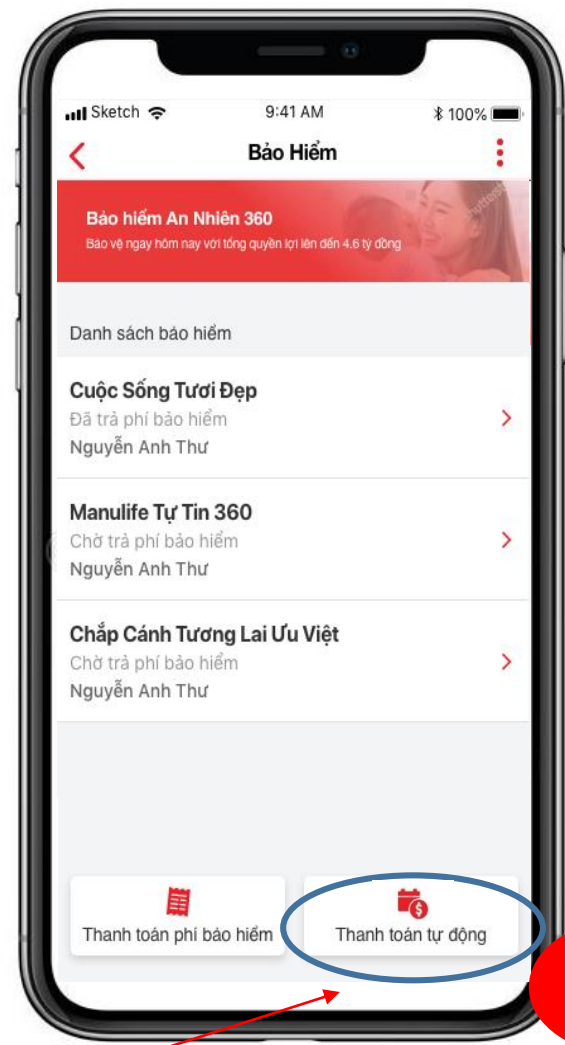 Sketch 9:41 AM 100%
Bảo Hiểm
Bảo hiểm An Nhiên 360
Bảo vệ ngay hôm nay với tổng quyền lợi lên đến 4.6 tỷ đồng
Danh sách bảo hiểm
Cuộc Sống Tươi Đẹp
Đã trả phí bảo hiểm
Nguyễn Anh Thư
Manulife Tự Tin 360
Chờ trả phí bảo hiểm
Nguyễn Anh Thư
Chắp Cánh Tương Lai Ưu Việt
Chờ trả phí bảo hiểm
Nguyễn Anh Thư
Thanh toán phí bảo hiểm
Thanh toán tự động